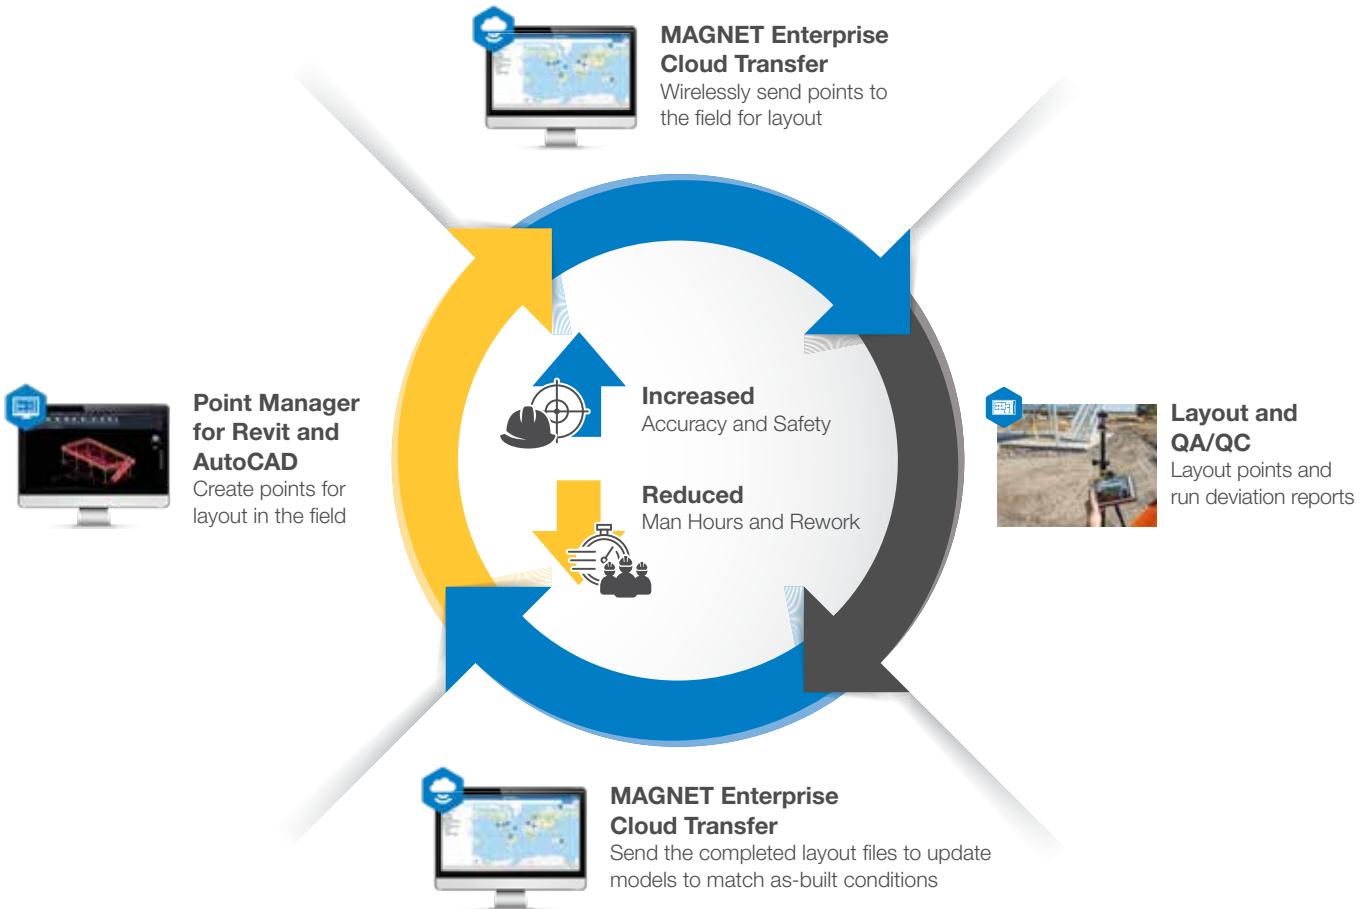 MAGNET Enterprise
Cloud Transfer
Wirelessly send points to
the field for layout
Point Manager
for Revit and
AutoCAD
Create points for
layout in the field
Increased
Accuracy and Safety
Reduced
Man Hours and Rework
Layout and
QA/QC
Layout points and
run deviation reports
MAGNET Enterprise
Cloud Transfer
Send the completed layout files to update
models to match as-built conditions